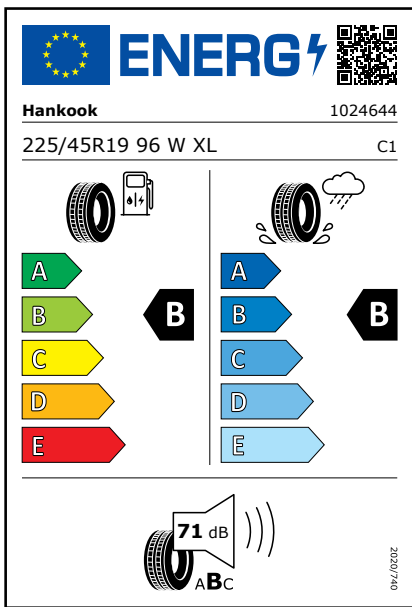 ENERG
Hankook 1024644
225/45R19 96 W XL C1
A
B
C
D
E
B
A
B
C
D
E
B
71 dB
ABC
2020/740